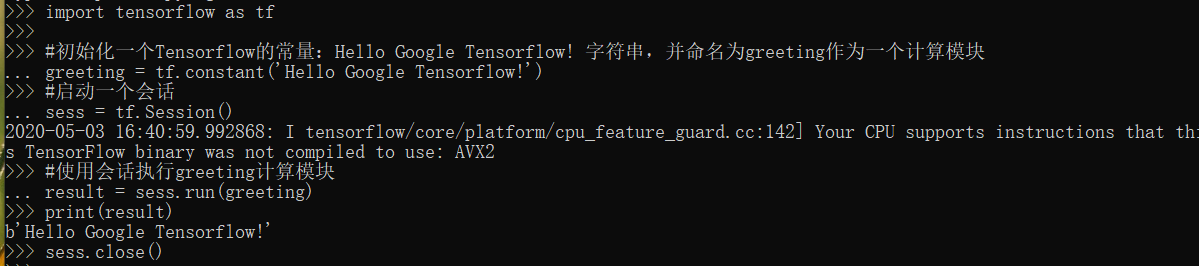 >>> import tensorflow as tf
>>>
>>> #初始化一个Tensorflow的常量：Hello Google Tensorflow! 字符串，并命名为greeting作为一个计算模块
... greeting = tf.constant('Hello Google Tensorflow!')
>>> #启动一个会话
... sess = tf.Session()
2020-05-03 16:40:59.992868: I tensorflow/core/platform/cpu_feature_guard.cc:142] Your CPU supports instructions that thi
s TensorFlow binary was not compiled to use: AVX2
>>> #使用会话执行greeting计算模块
... result = sess.run(greeting)
>>> print(result)
b'Hello Google Tensorflow!'
>>> sess.close()